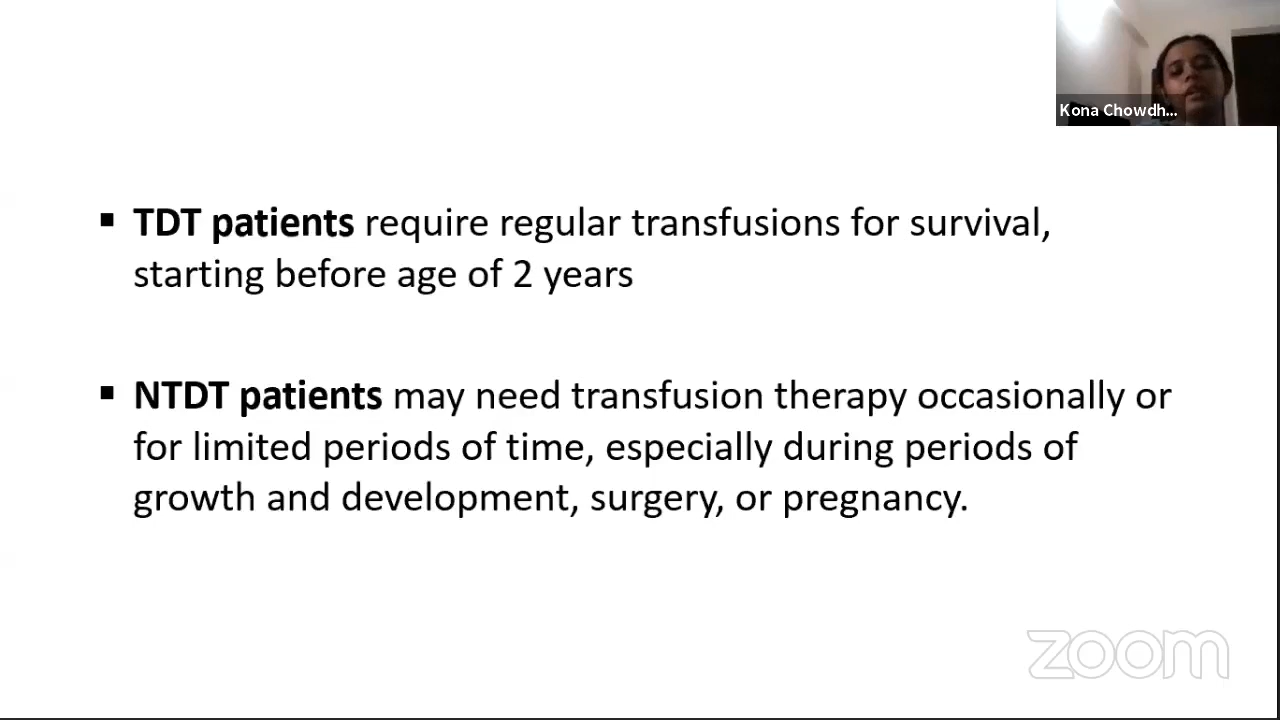 Kona Chowdh...
▪ TDT patients require regular transfusions for survival,
starting before age of 2 years
▪ NTDT patients may need transfusion therapy occasionally or
for limited periods of time, especially during periods of
growth and development, surgery, or pregnancy.
zoom